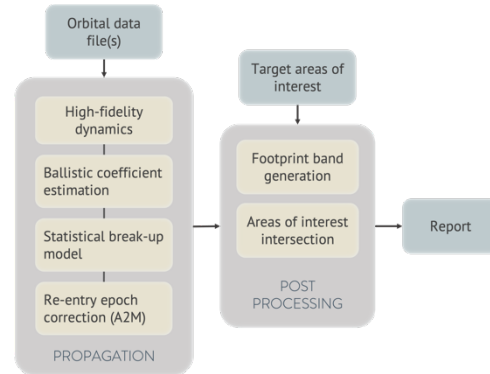 Orbital data
file(s)
High-fidelity
dynamics
Ballistic coefficient
estimation
Statistical break-up
model
Re-entry epoch
correction (A2M)
PROPAGATION
Target areas of
interest
Footprint band
generation
Areas of interest
intersection
POST
PROCESSING
Report